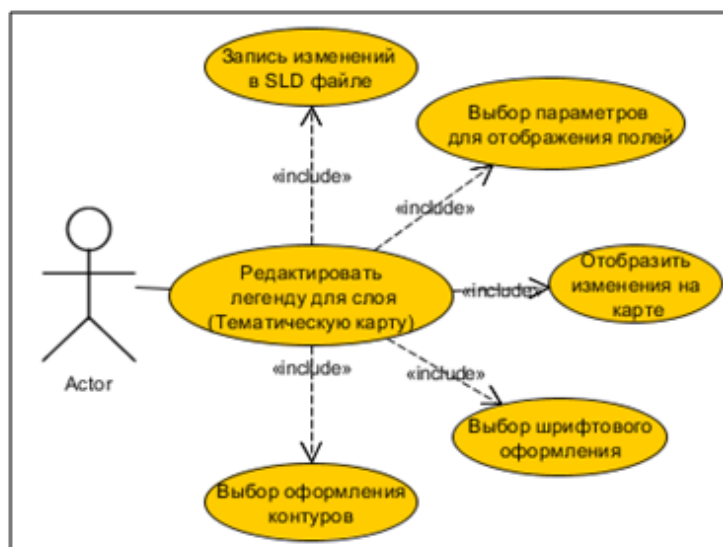 Запись изменений
в SLD файле
Выбор параметров
для отображения полей
«include»
«include»
Редактировать
легенду для слоя
(Тематическую карту)
«include»
Отобразить
изменения на
карте
Actor
«include»
«include»
Выбор шрифтового
оформления
Выбор оформления
контуров